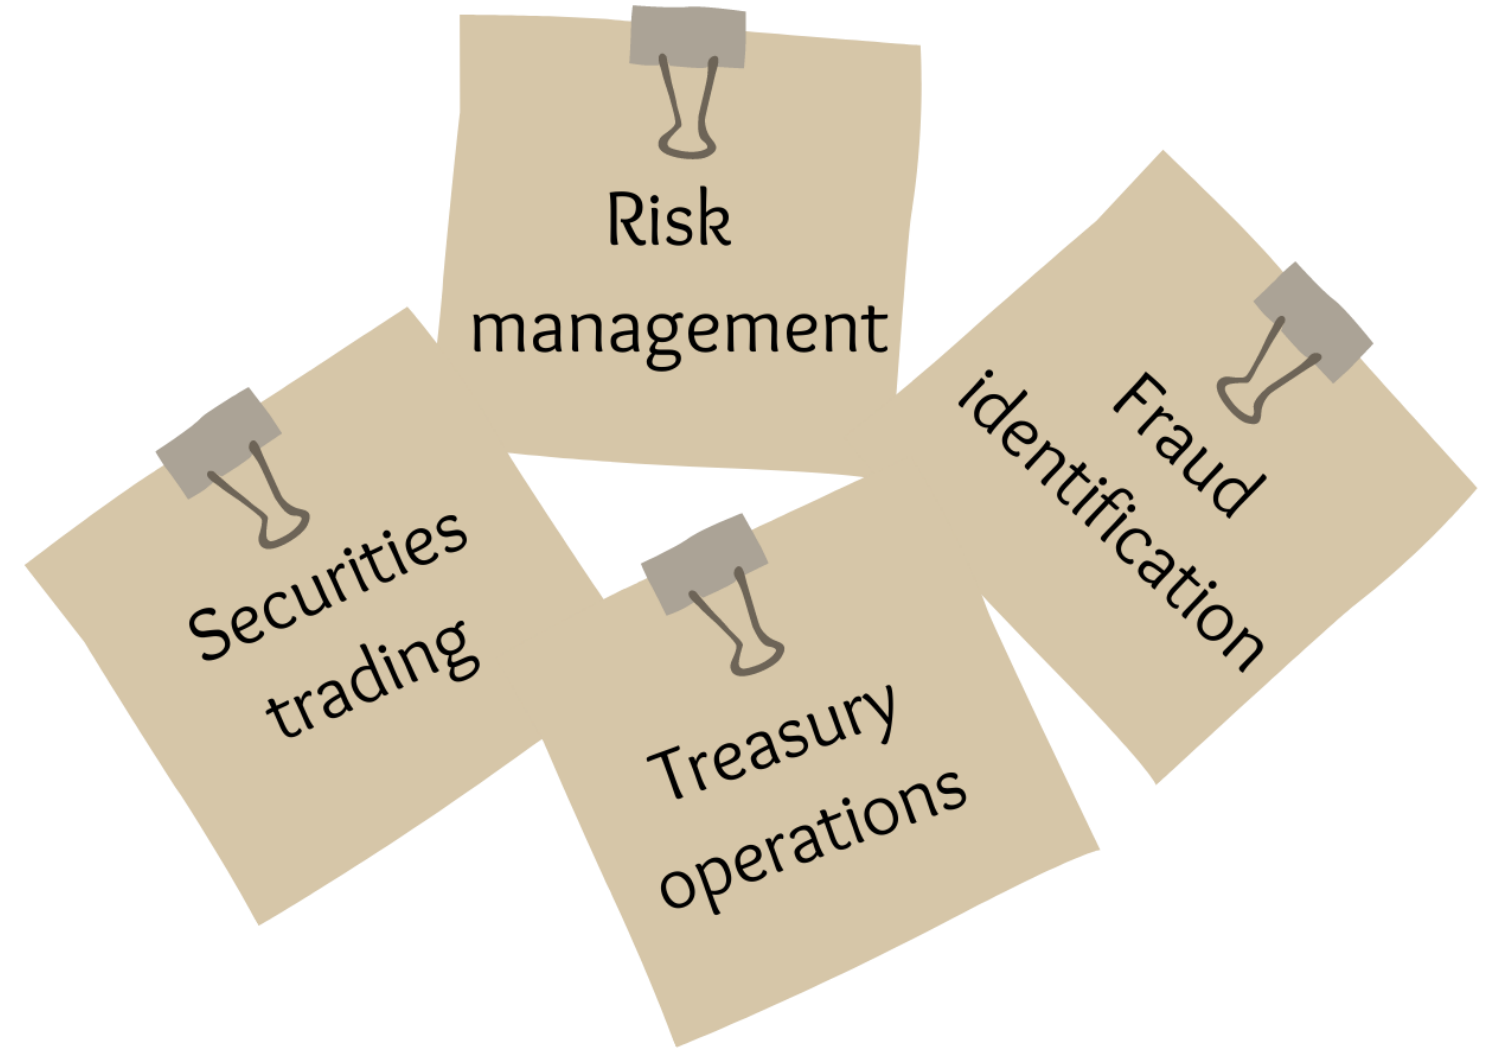 Risk
management
Fraud
identification
Securities
trading
Treasury
operations